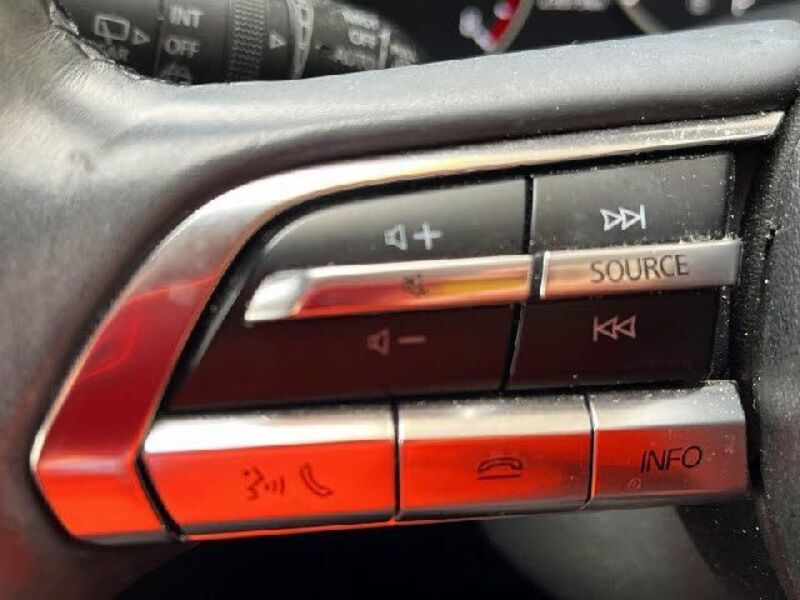 INT
OFF
+
SOURCE
-
INFO